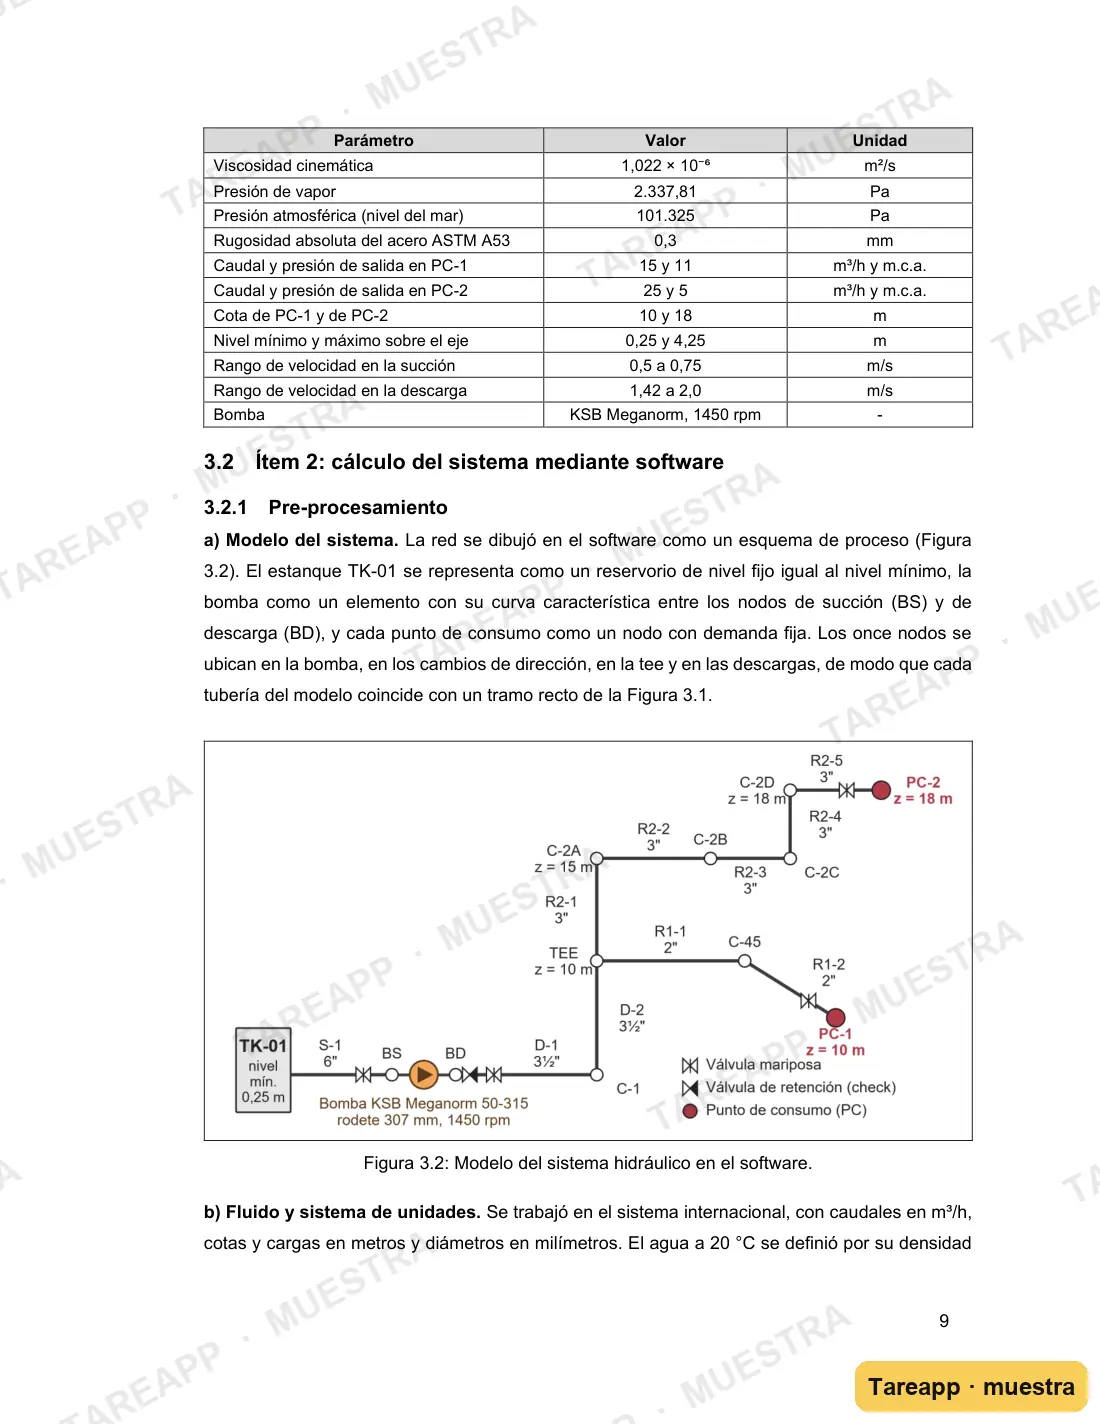 Parámetro Valor Unidad
Viscosidad cinemática 1,022 × 10⁻⁶ m²/s
Presión de vapor 2.337,81 Pa
Presión atmosférica (nivel del mar) 101.325 Pa
Rugosidad absoluta del acero ASTM A53 0,3 mm
Caudal y presión de salida en PC-1 15 y 11 m³/h y m.c.a.
Caudal y presión de salida en PC-2 25 y 5 m³/h y m.c.a.
Cota de PC-1 y de PC-2 10 y 18 m
Nivel mínimo y máximo sobre el eje 0,25 y 4,25 m
Rango de velocidad en la succión 0,5 a 0,75 m/s
Rango de velocidad en la descarga 1,42 a 2,0 m/s
Bomba KSB Meganorm, 1450 rpm -
3.2 Ítem 2: cálculo del sistema mediante software
3.2.1 Pre-procesamiento
a) Modelo del sistema. La red se dibujó en el software como un esquema de proceso (Figura
3.2). El estanque TK-01 se representa como un reservorio de nivel fijo igual al nivel mínimo, la
bomba como un elemento con su curva característica entre los nodos de succión (BS) y de
descarga (BD), y cada punto de consumo como un nodo con demanda fija. Los once nodos se
ubican en la bomba, en los cambios de dirección, en la tee y en las descargas, de modo que cada
tubería del modelo coincide con un tramo recto de la Figura 3.1.
R2-5
3"
C-2D
z = 18 m
PC-2
z = 18 m
R2-4
3"
R2-2
3"
C-2B
C-2A
z = 15 m
R2-3
3"
C-2C
R2-1
3"
R1-1
2"
C-45
TEE
z = 10 m
R1-2
2"
D-2
3½"
PC-1
z = 10 m
TK-01
nivel
mín.
0,25 m
S-1
6"
BS
BD
D-1
3½"
C-1
Bomba KSB Meganorm 50-315
rodete 307 mm, 1450 rpm
Válvula mariposa
Válvula de retención (check)
Punto de consumo (PC)
Figura 3.2: Modelo del sistema hidráulico en el software.
b) Fluido y sistema de unidades. Se trabajó en el sistema internacional, con caudales en m³/h,
cotas y cargas en metros y diámetros en milímetros. El agua a 20 °C se definió por su densidad
9
Tareapp · muestra
TAREAPP · MUESTRA
TAREAPP · MUESTRA
TAREAPP · MUESTRA
TAREAPP · MUESTRA
TAREAPP · MUESTRA
TAREAPP · MUESTRA
TAREAPP · MUESTRA
TAREAPP · MUESTRA